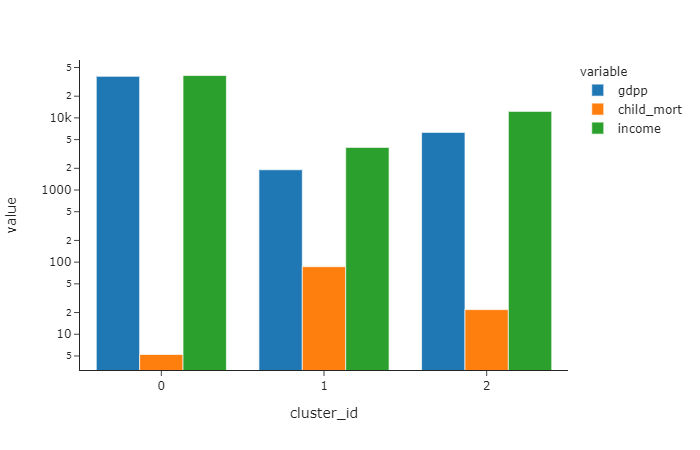 variable
gdpp
child_mort
income
5
2
10k
5
2
1000
5
2
100
5
2
10
5
value
0 1 2
cluster_id